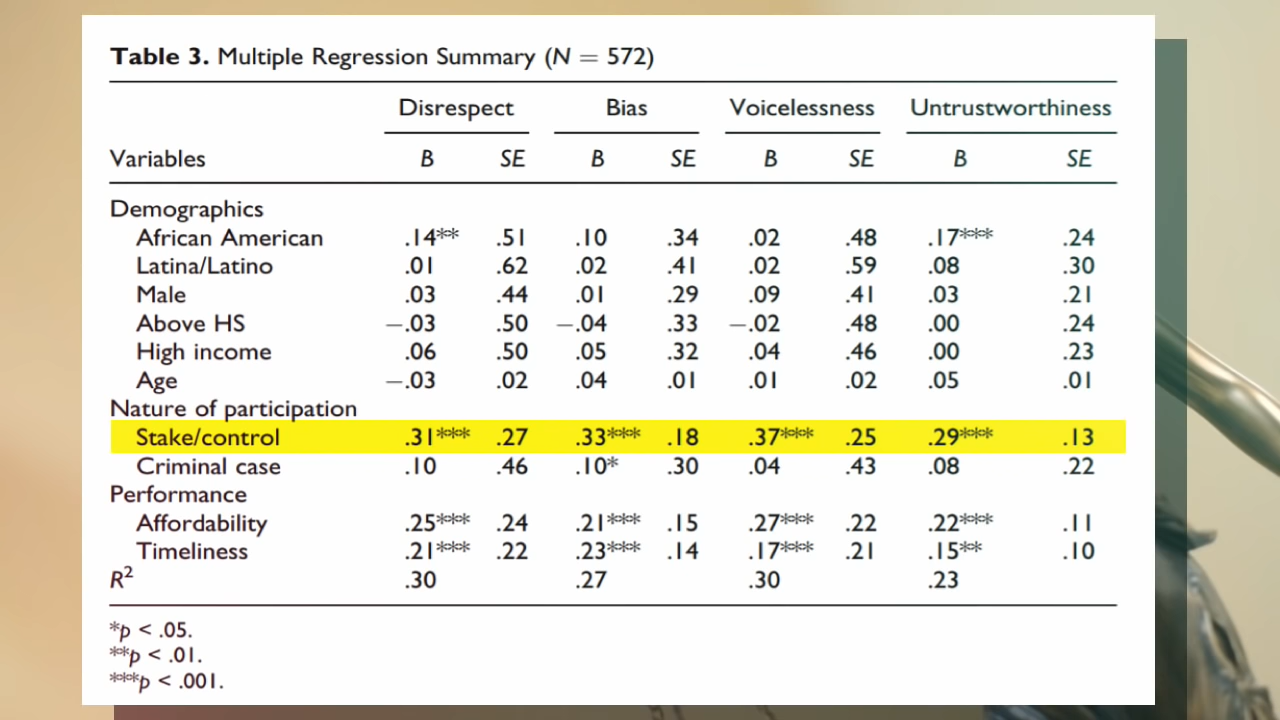 Table 3. Multiple Regression Summary (N = 572)
Disrespect Bias Voicelessness Untrustworthiness
Variables B SE B SE B SE B SE
Demographics
African American .14** .51 .10 .34 .02 .48 .17*** .24
Latina/Latino .01 .62 .02 .41 .02 .59 .08 .30
Male .03 .44 .01 .29 .09 .41 .03 .21
Above HS −.03 .50 −.04 .33 −.02 .48 .00 .24
High income .06 .50 .05 .32 .04 .46 .00 .23
Age −.03 .02 .04 .01 .01 .02 .05 .01
Nature of participation
Stake/control .31*** .27 .33*** .18 .37*** .25 .29*** .13
Criminal case .10 .46 .10* .30 .04 .43 .08 .22
Performance
Affordability .25*** .24 .21*** .15 .27*** .22 .22*** .11
Timeliness .21*** .22 .23*** .14 .17*** .21 .15** .10
R² .30 .27 .30 .23
*p < .05.
**p < .01.
***p < .001.